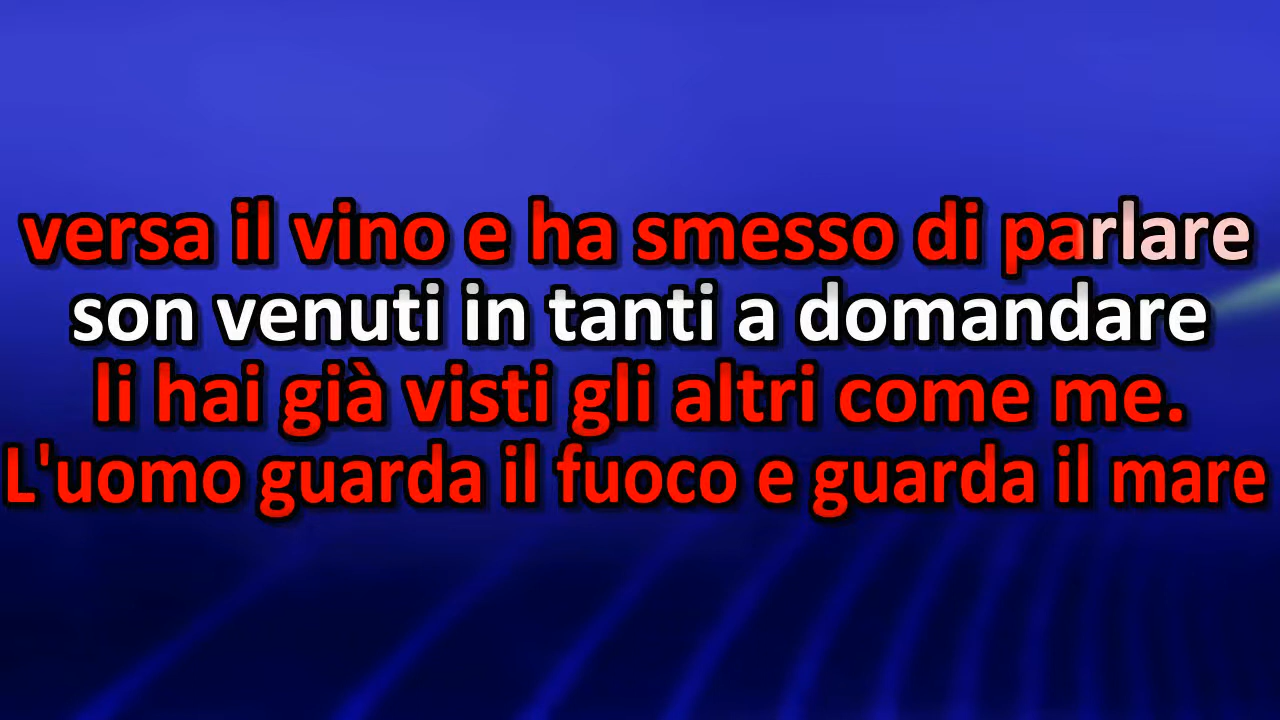 versa il vino e ha smesso di parlare
son venuti in tanti a domandare
li hai già visti gli altri come me.
L'uomo guarda il fuoco e guarda il mare